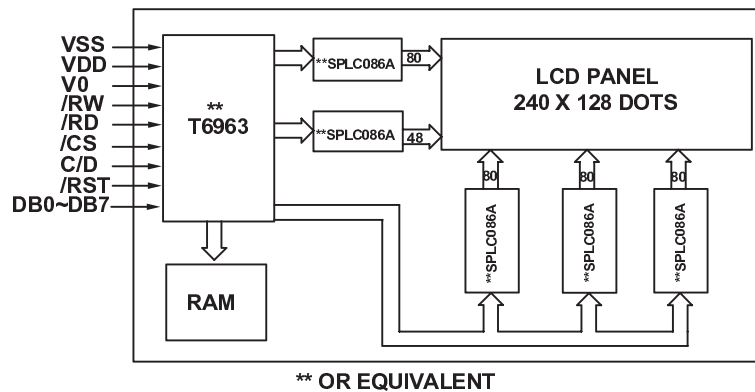 VSS
VDD
V0
/RW
/RD
/CS
C/D
/RST
DB0~DB7
**
T6963
**SPLC086A
80
**SPLC086A
48
LCD PANEL
240 X 128 DOTS
80
80
80
**SPLC086A
**SPLC086A
**SPLC086A
RAM
** OR EQUIVALENT